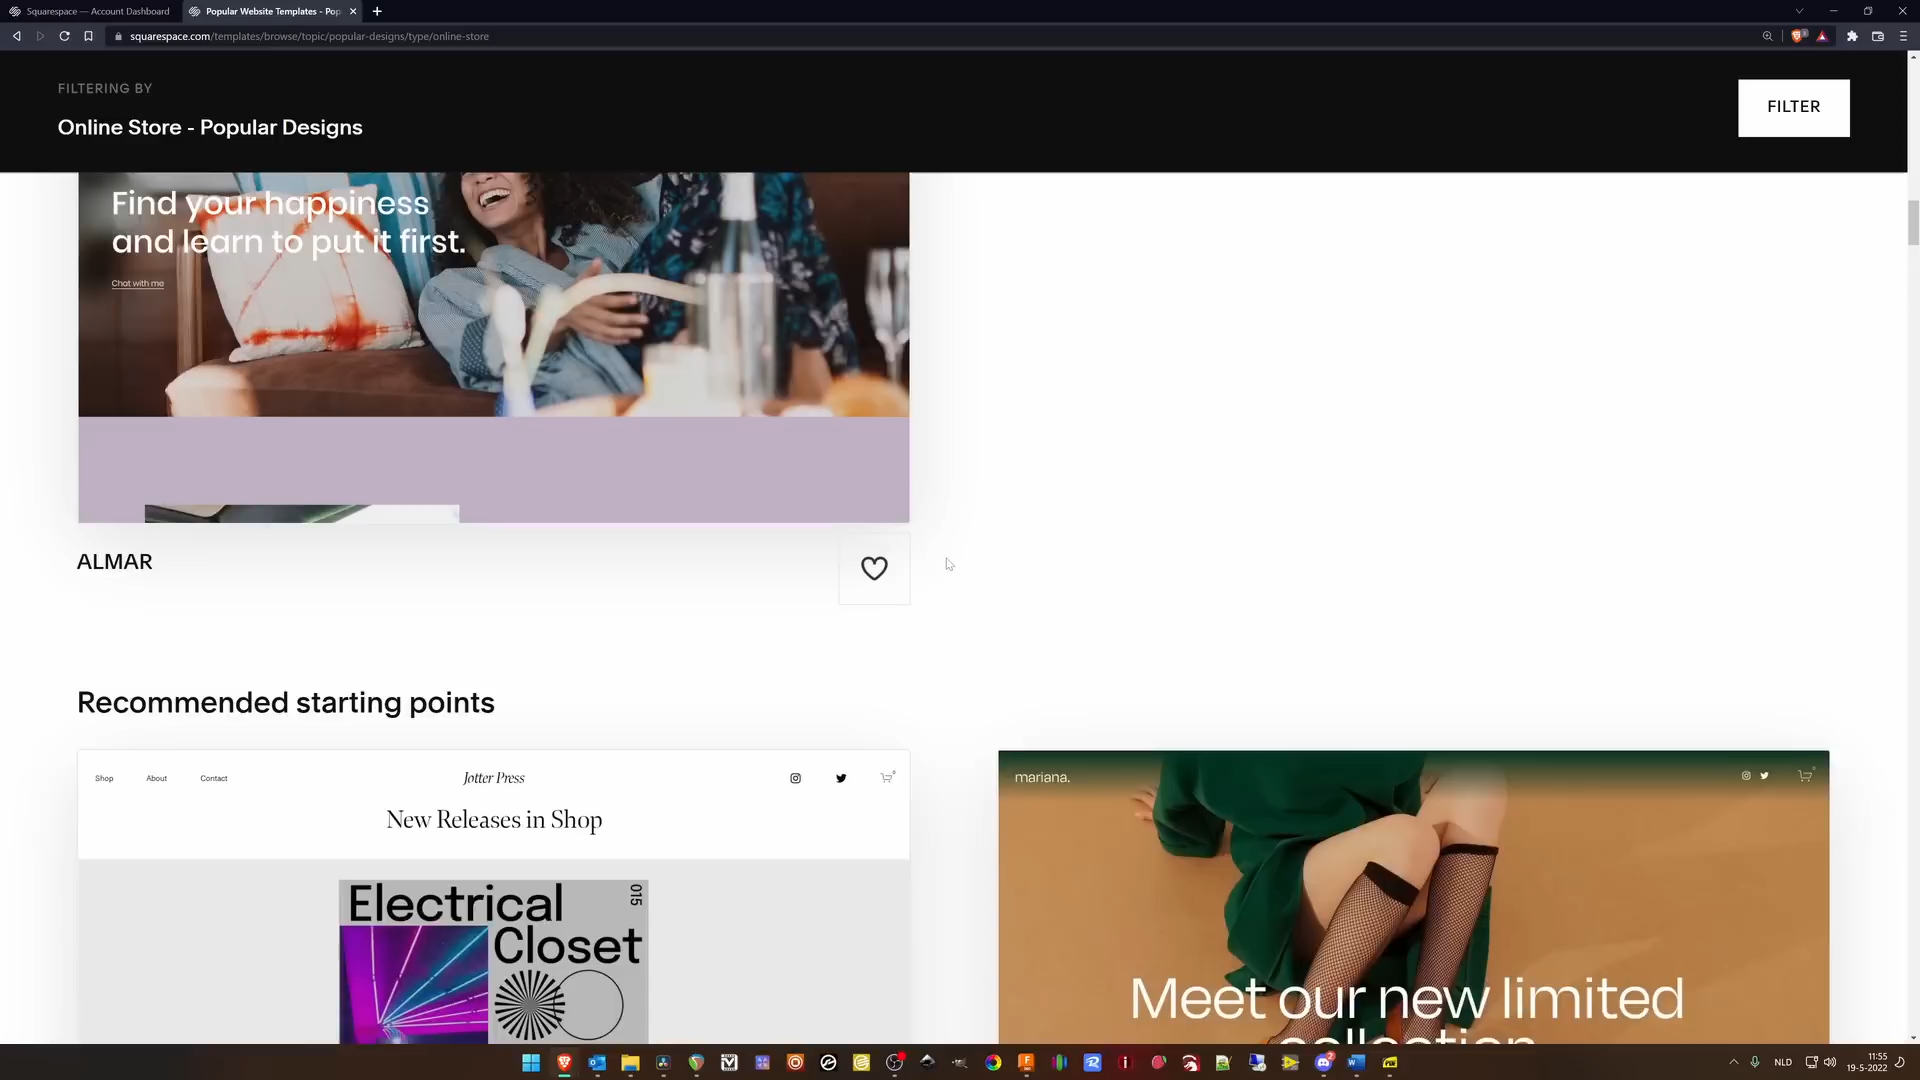 Squarespace — Account Dashboard
Popular Website Templates - Pop
squarespace.com/templates/browse/topic/popular-designs/type/online-store
FILTERING BY
Online Store - Popular Designs
FILTER
Find your happiness
and learn to put it first.
Chat with me
ALMAR
Recommended starting points
Shop
About
Contact
Jotter Press
New Releases in Shop
Electrical
Closet
015
mariana.
Meet our new limited
collection
NLD
11:55
19-5-2022